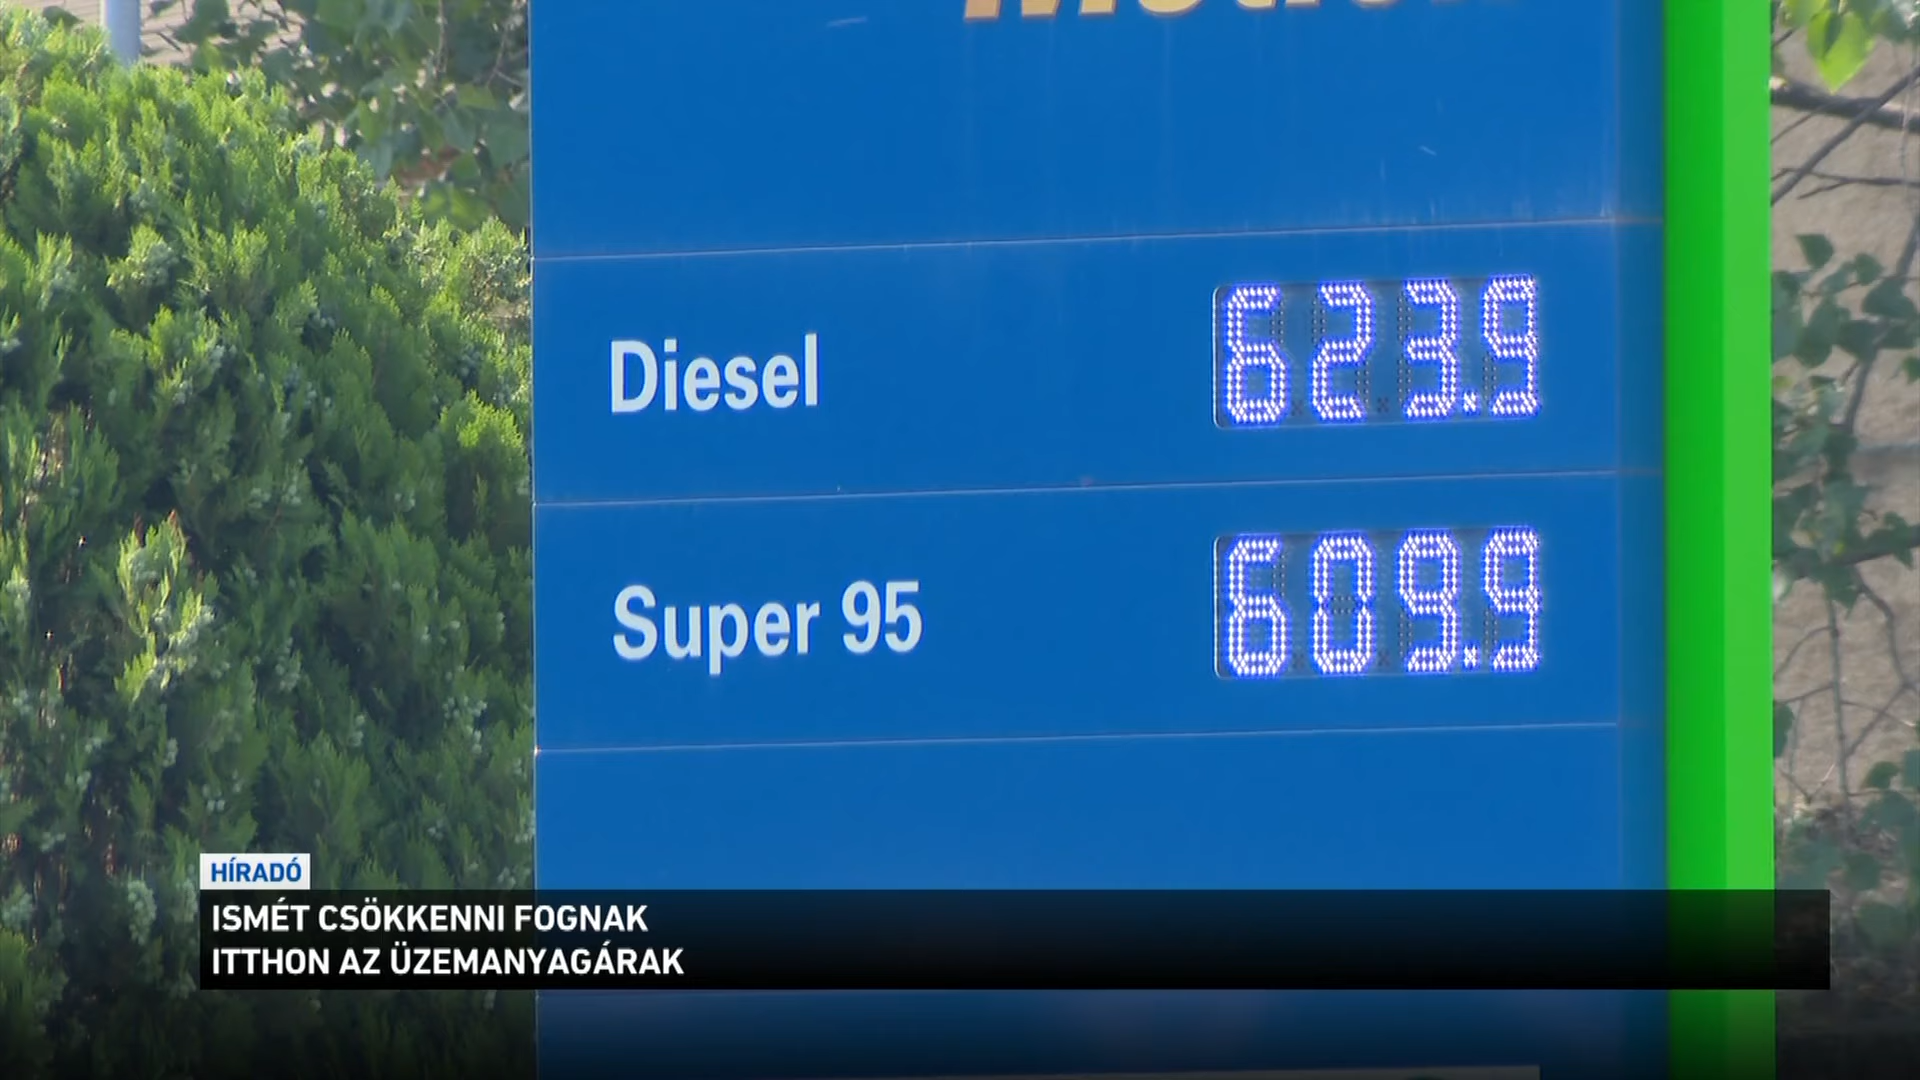 Diesel 623.9
Super 95 609.9
HÍRADÓ
ISMÉT CSÖKKENNI FOGNAK
ITTHON AZ ÜZEMANYAGÁRAK